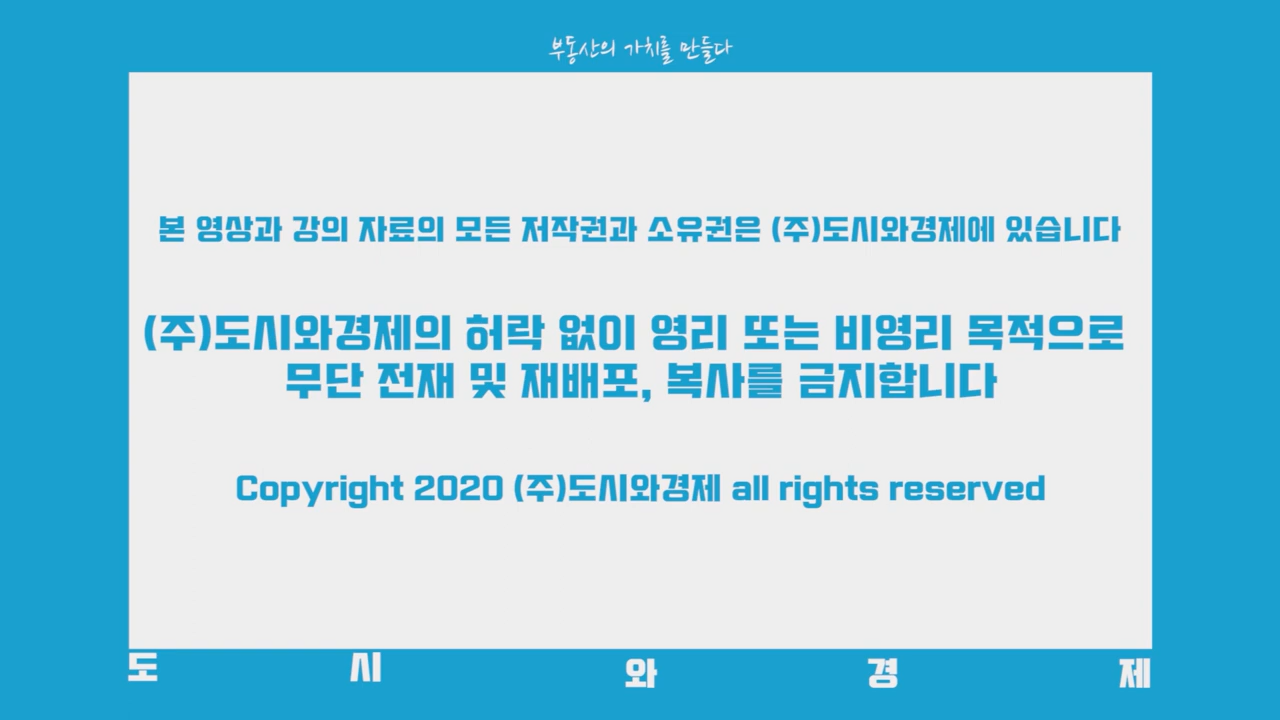 부동산의 가치를 만들다
본 영상과 강의 자료의 모든 저작권과 소유권은 (주)도시와경제에 있습니다
(주)도시와경제의 허락 없이 영리 또는 비영리 목적으로
무단 전재 및 재배포, 복사를 금지합니다
Copyright 2020 (주)도시와경제 all rights reserved
도 시 와 경 제